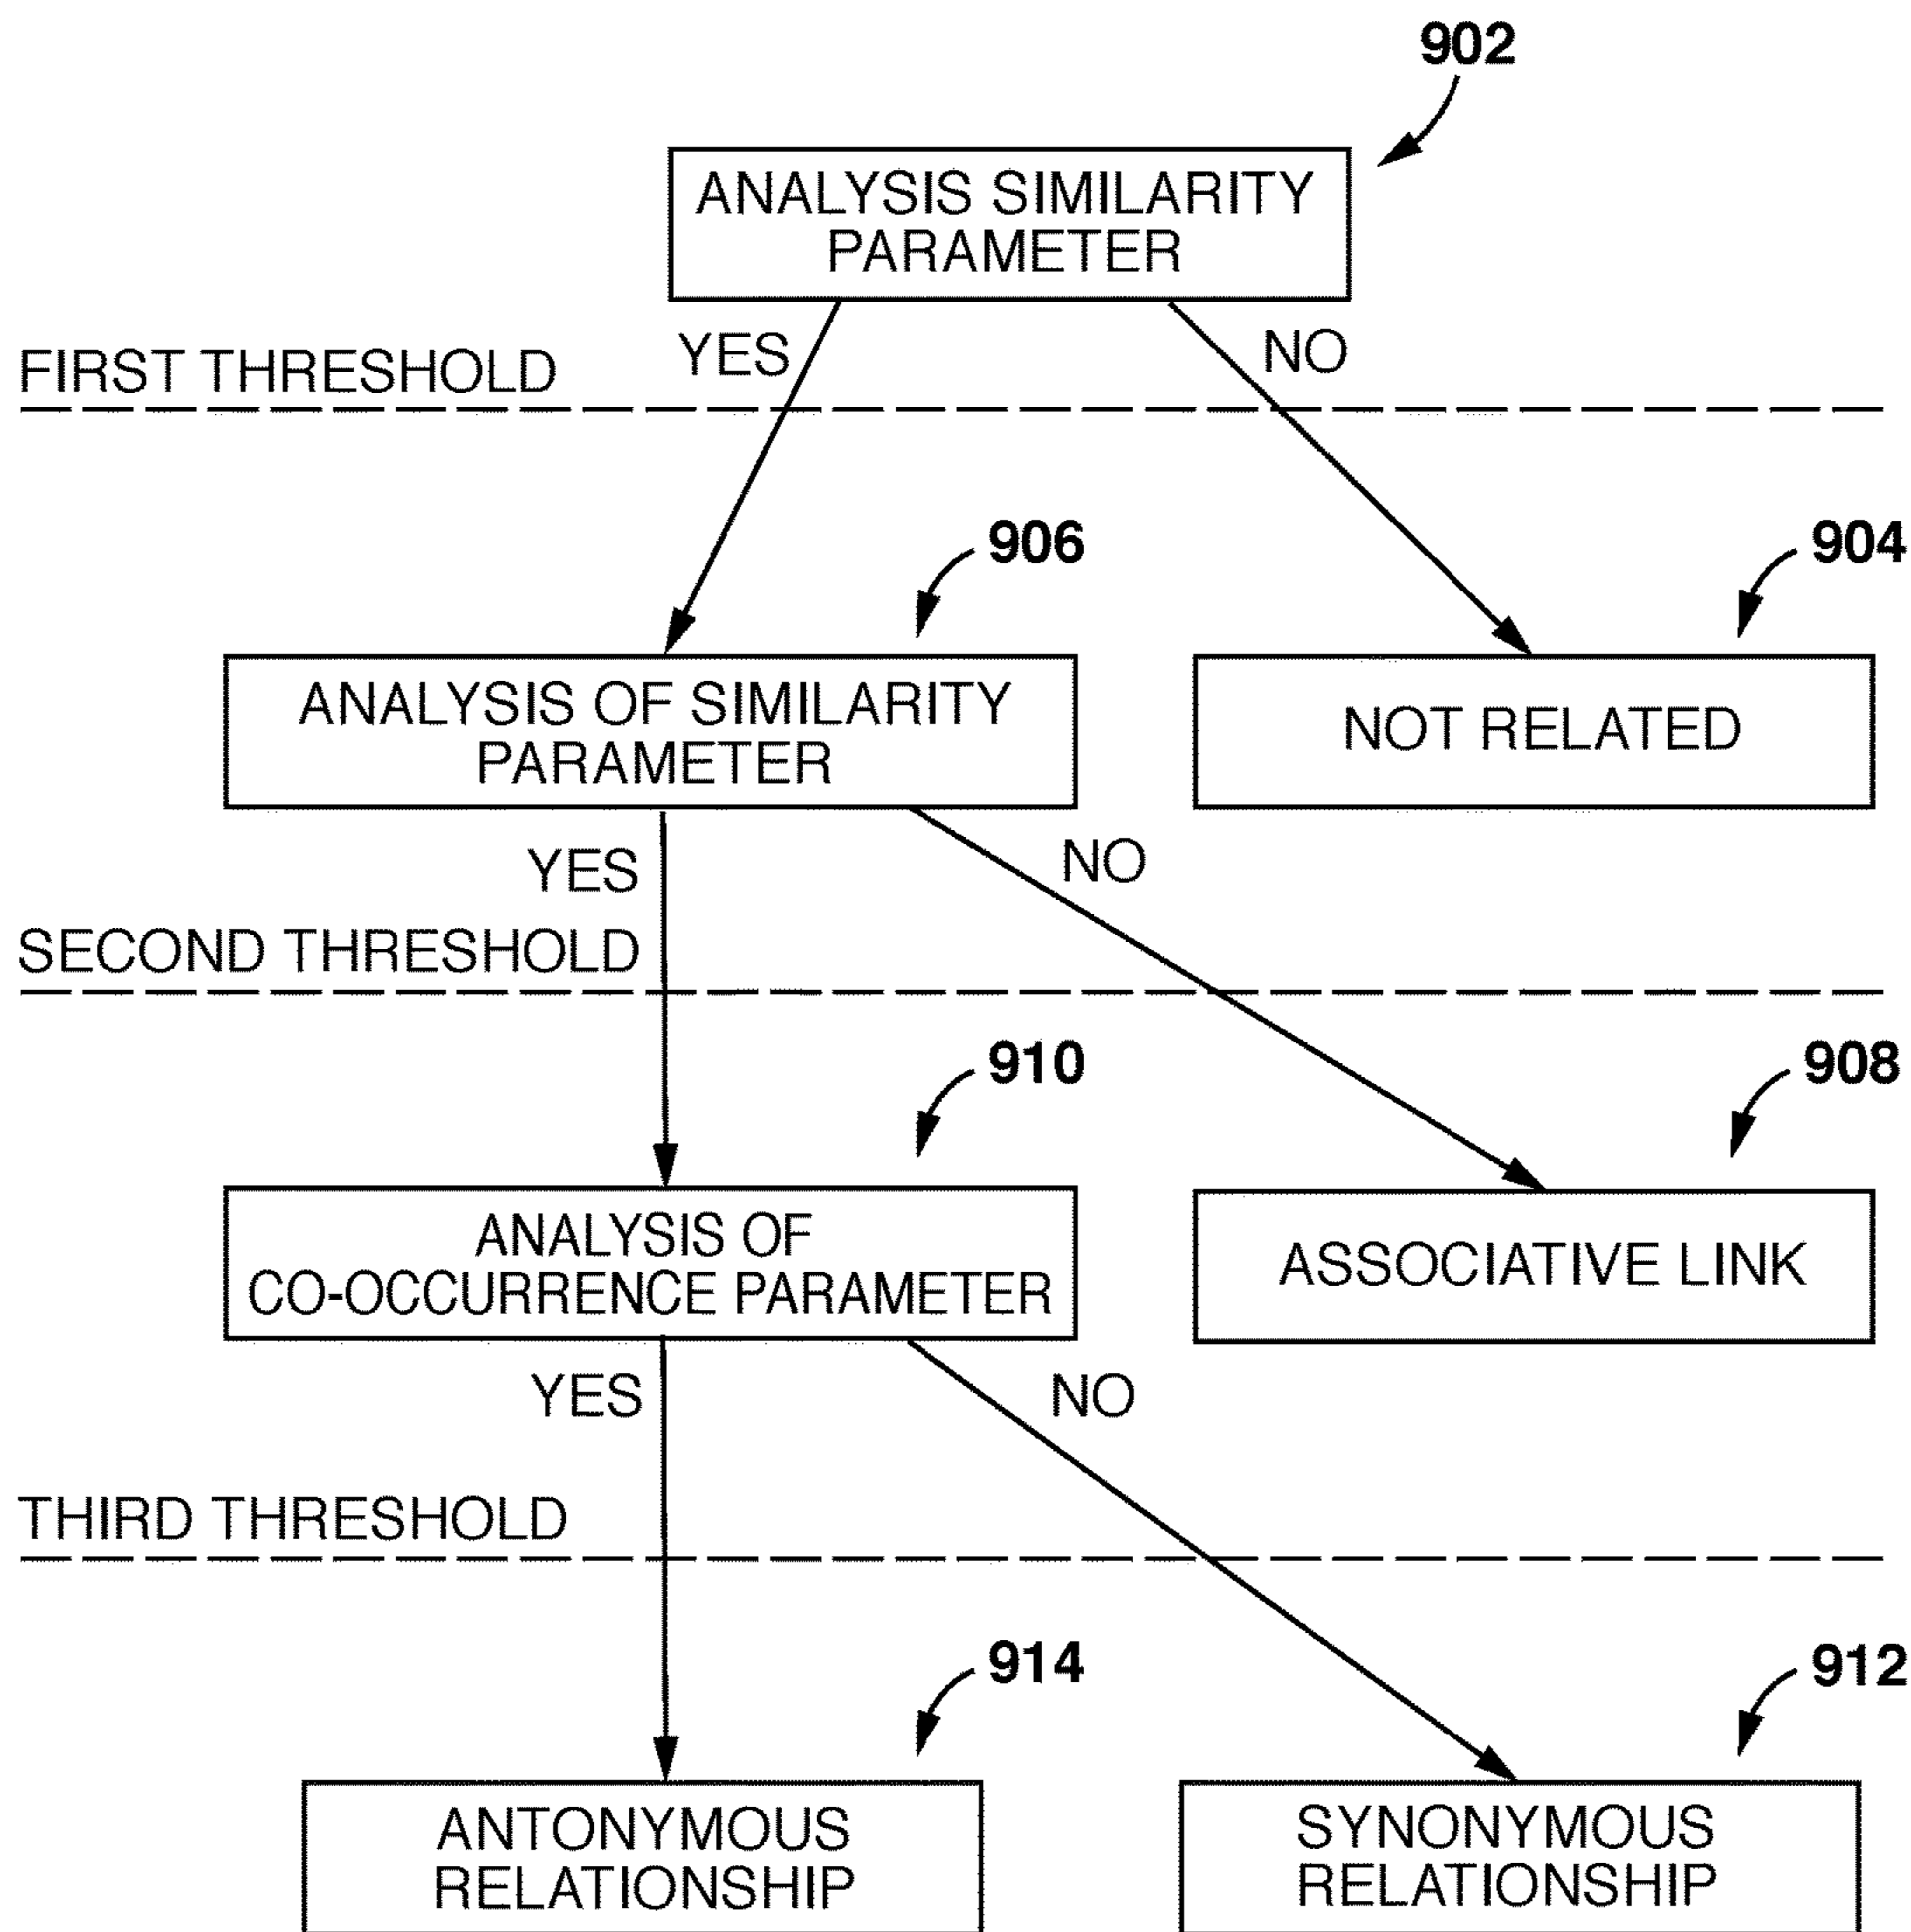 902
ANALYSIS SIMILARITY
PARAMETER
YES
NO
FIRST THRESHOLD
906
904
ANALYSIS OF SIMILARITY
PARAMETER
NOT RELATED
YES
NO
SECOND THRESHOLD
910
908
ANALYSIS OF
CO-OCCURRENCE PARAMETER
ASSOCIATIVE LINK
YES
NO
THIRD THRESHOLD
914
912
ANTONYMOUS
RELATIONSHIP
SYNONYMOUS
RELATIONSHIP